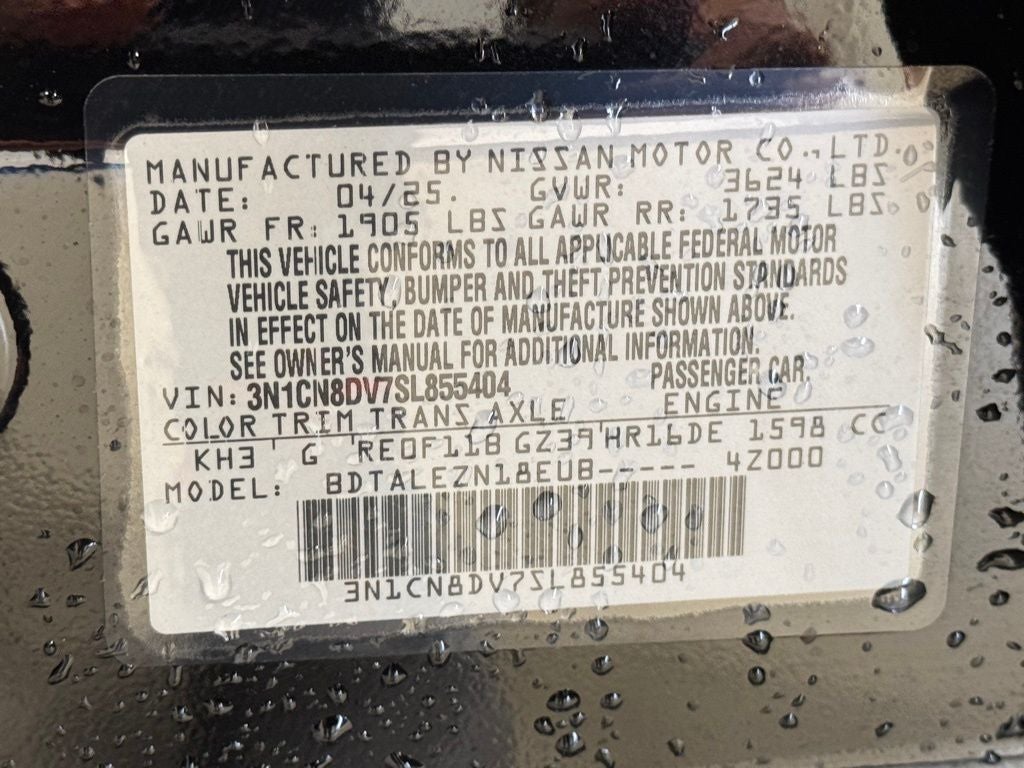 MANUFACTURED BY NISSAN MOTOR CO., LTD.
DATE: 04/25. GVWR: 3624 LBS
GAWR FR: 1905 LBS GAWR RR: 1735 LBS
THIS VEHICLE CONFORMS TO ALL APPLICABLE FEDERAL MOTOR
VEHICLE SAFETY, BUMPER AND THEFT PREVENTION STANDARDS
IN EFFECT ON THE DATE OF MANUFACTURE SHOWN ABOVE.
SEE OWNER'S MANUAL FOR ADDITIONAL INFORMATION.
VIN: 3N1CN8DV7SL855404 PASSENGER CAR
COLOR TRIM TRANS AXLE ENGINE
KH3 G RE0F11B GZ39 HR16DE 1598 CC
MODEL: BDTALEZN18EUB----- 4Z000
3N1CN8DV7SL855404